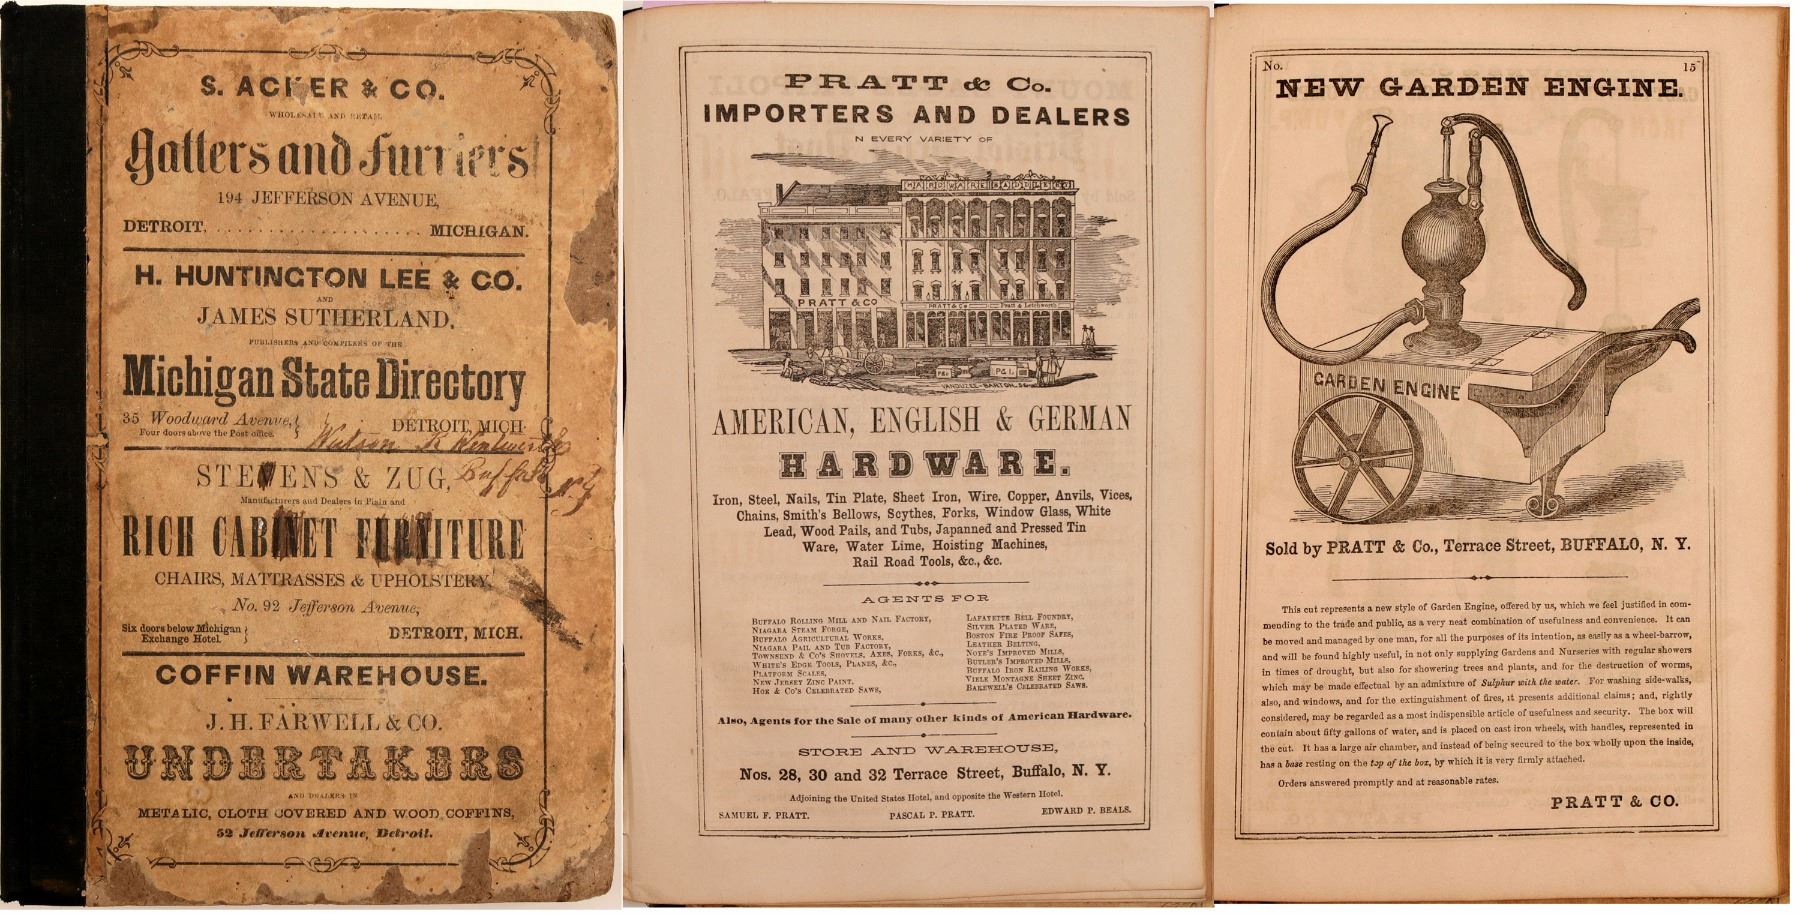 S. ACKER & CO.
WHOLESALE AND RETAIL
Hatters and Furriers
194 JEFFERSON AVENUE,
DETROIT, . . . . . . . . . . . . . . . . . . . . MICHIGAN.
H. HUNTINGTON LEE & CO.
AND
JAMES SUTHERLAND,
PUBLISHERS AND COMPILERS OF THE
Michigan State Directory
35 Woodward Avenue, } DETROIT, MICH.
Four doors above the Post office.
Buffalo N.Y
STEVENS & ZUG,
Manufacturers and Dealers in Plain and
RICH CABINET FURNITURE
CHAIRS, MATTRASSES & UPHOLSTERY,
No. 92 Jefferson Avenue,
Six doors below Michigan } DETROIT, MICH.
Exchange Hotel.
COFFIN WAREHOUSE.
J. H. FARWELL & CO.
UNDERTAKERS
AND DEALERS IN
METALIC, CLOTH COVERED AND WOOD COFFINS,
52 Jefferson Avenue, Detroit.
PRATT & Co.
IMPORTERS AND DEALERS
N EVERY VARIETY OF
HARDWARE SADDLERY
PRATT & CO
PRATT & Co Pratt & Letchworth
P&C P & L
VANDUZEE-BARTON, SC
AMERICAN, ENGLISH & GERMAN
HARDWARE.
Iron, Steel, Nails, Tin Plate, Sheet Iron, Wire, Copper, Anvils, Vices,
Chains, Smith's Bellows, Scythes, Forks, Window Glass, White
Lead, Wood Pails, and Tubs, Japanned and Pressed Tin
Ware, Water Lime, Hoisting Machines,
Rail Road Tools, &c., &c.
AGENTS FOR
BUFFALO ROLLING MILL AND NAIL FACTORY,
NIAGARA STEAM FORGE,
BUFFALO AGRICULTURAL WORKS,
NIAGARA PAIL AND TUB FACTORY,
TOWNSEND & CO'S SHOVELS, AXES, FORKS, &C.,
WHITE'S EDGE TOOLS, PLANES, &C.,
PLATFORM SCALES,
NEW JERSEY ZINC PAINT,
HOE & CO'S CELEBRATED SAWS,
LAFAYETTE BELL FOUNDRY,
SILVER PLATED WARE,
BOSTON FIRE PROOF SAFES,
LEATHER BELTING,
NOYE'S IMPROVED MILLS,
BUTLER'S IMPROVED MILLS,
BUFFALO IRON RAILING WORKS,
VIELE MONTAGNE SHEET ZINC.
BAKEWELL'S CELEBRATED SAWS.
Also, Agents for the Sale of many other kinds of American Hardware.
STORE AND WAREHOUSE,
Nos. 28, 30 and 32 Terrace Street, Buffalo, N. Y.
Adjoining the United States Hotel, and opposite the Western Hotel.
SAMUEL F. PRATT. PASCAL P. PRATT. EDWARD P. BEALS.
No. 15
NEW GARDEN ENGINE.
GARDEN ENGINE
Sold by PRATT & Co., Terrace Street, BUFFALO, N. Y.
This cut represents a new style of Garden Engine, offered by us, which we feel justified in com-
mending to the trade and public, as a very neat combination of usefulness and convenience. It can
be moved and managed by one man, for all the purposes of its intention, as easily as a wheel-barrow,
and will be found highly useful, in not only supplying Gardens and Nurseries with regular showers
in times of drought, but also for showering trees and plants, and for the destruction of worms,
which may be made effectual by an admixture of Sulphur with the water. For washing side-walks,
also, and windows, and for the extinguishment of fires, it presents additional claims; and, rightly
considered, may be regarded as a most indispensible article of usefulness and security. The box will
contain about fifty gallons of water, and is placed on cast iron wheels, with handles, represented in
the cut. It has a large air chamber, and instead of being secured to the box wholly upon the inside,
has a base resting on the top of the box, by which it is very firmly attached.
Orders answered promptly and at reasonable rates.
PRATT & CO.